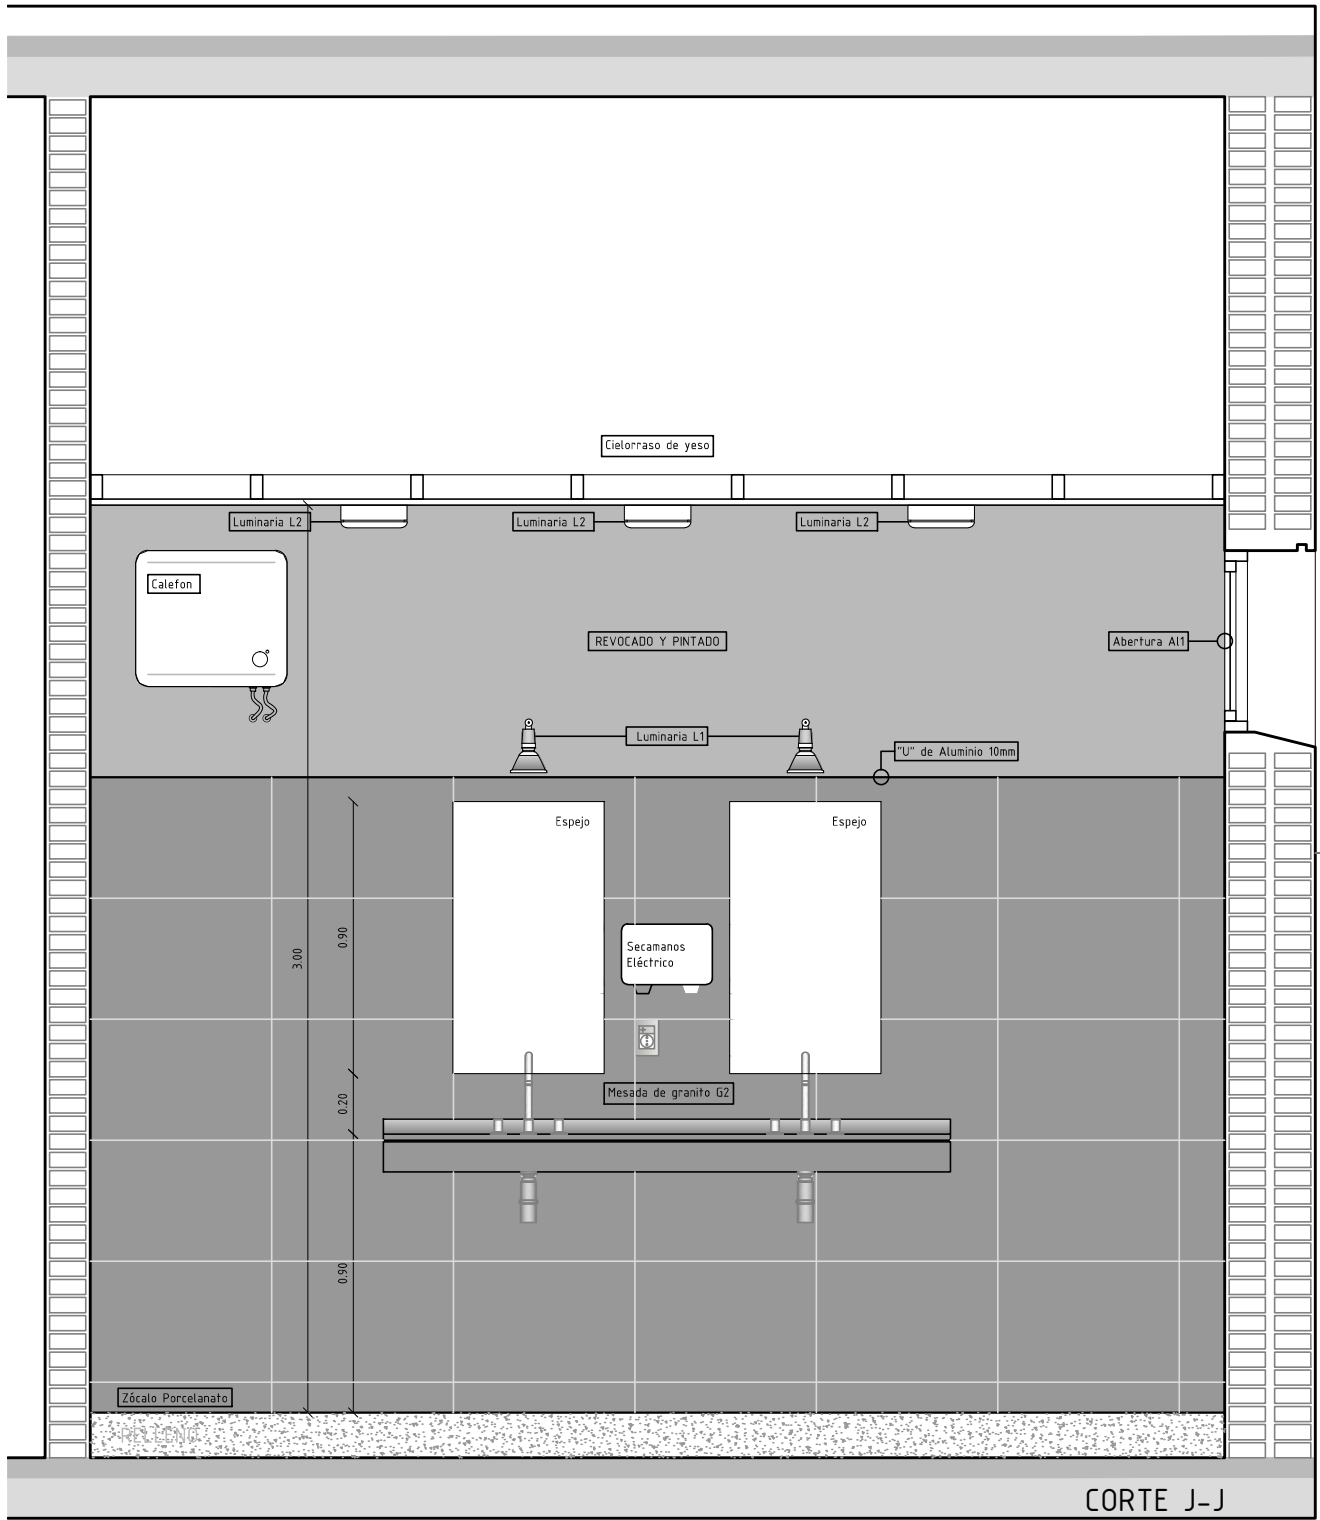 Cielorraso de yeso
Luminaria L2
Luminaria L2
Luminaria L2
Calefon
REVOCADO Y PINTADO
Abertura Al1
Luminaria L1
"U" de Aluminio 10mm
Espejo
Espejo
0.90
3.00
Secamanos
Eléctrico
Mesada de granito G2
0.20
0.90
Zócalo Porcelanato
RELLENO
CORTE J-J